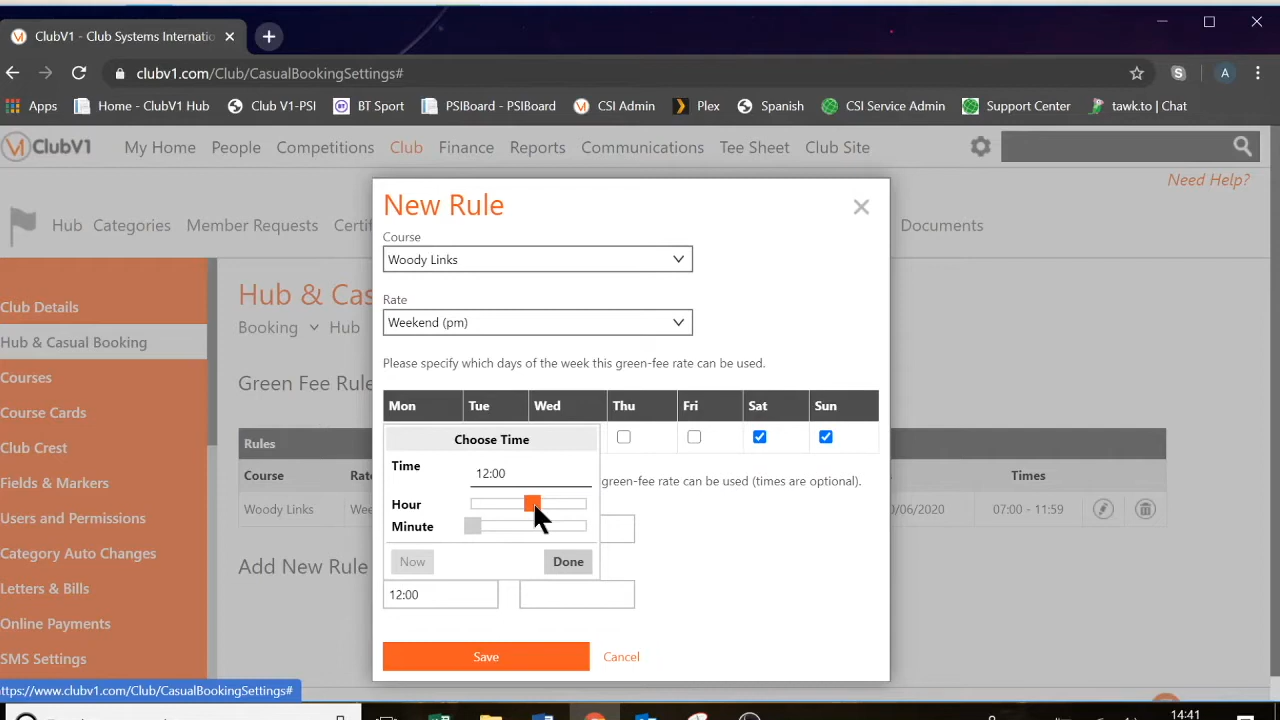 ClubV1 - Club Systems Internatio
clubv1.com/Club/CasualBookingSettings#
A
Apps Home - ClubV1 Hub Club V1-PSI BT Sport PSIBoard - PSIBoard CSI Admin Plex Spanish CSI Service Admin Support Center tawk.to | Chat
ClubV1 My Home People Competitions Club Finance Reports Communications Tee Sheet Club Site
Need Help?
New Rule
Hub Categories Member Requests Certi Documents
Course
Woody Links
Club Details
Hub & Cas
Rate
Weekend (pm)
Booking Hub
Hub & Casual Booking
Please specify which days of the week this green-fee rate can be used.
Courses
Green Fee Rule
Mon Tue Wed Thu Fri Sat Sun
Course Cards
Choose Time
Rules
Club Crest
Time 12:00
Course Rat Times
green-fee rate can be used (times are optional).
Fields & Markers
Hour
Woody Links Wee 0/06/2020 07:00 - 11:59
Users and Permissions
Minute
Category Auto Changes
Now Done
Add New Rule
Letters & Bills
12:00
Online Payments
Save Cancel
SMS Settings
ttps://www.clubv1.com/Club/CasualBookingSettings#
14:41